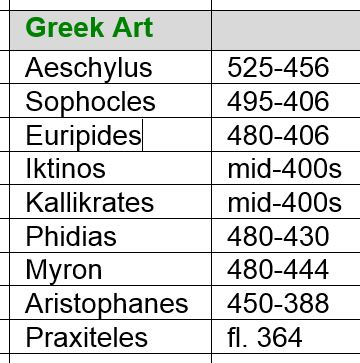 Greek Art
Aeschylus 525-456
Sophocles 495-406
Euripides 480-406
Iktinos mid-400s
Kallikrates mid-400s
Phidias 480-430
Myron 480-444
Aristophanes 450-388
Praxiteles fl. 364